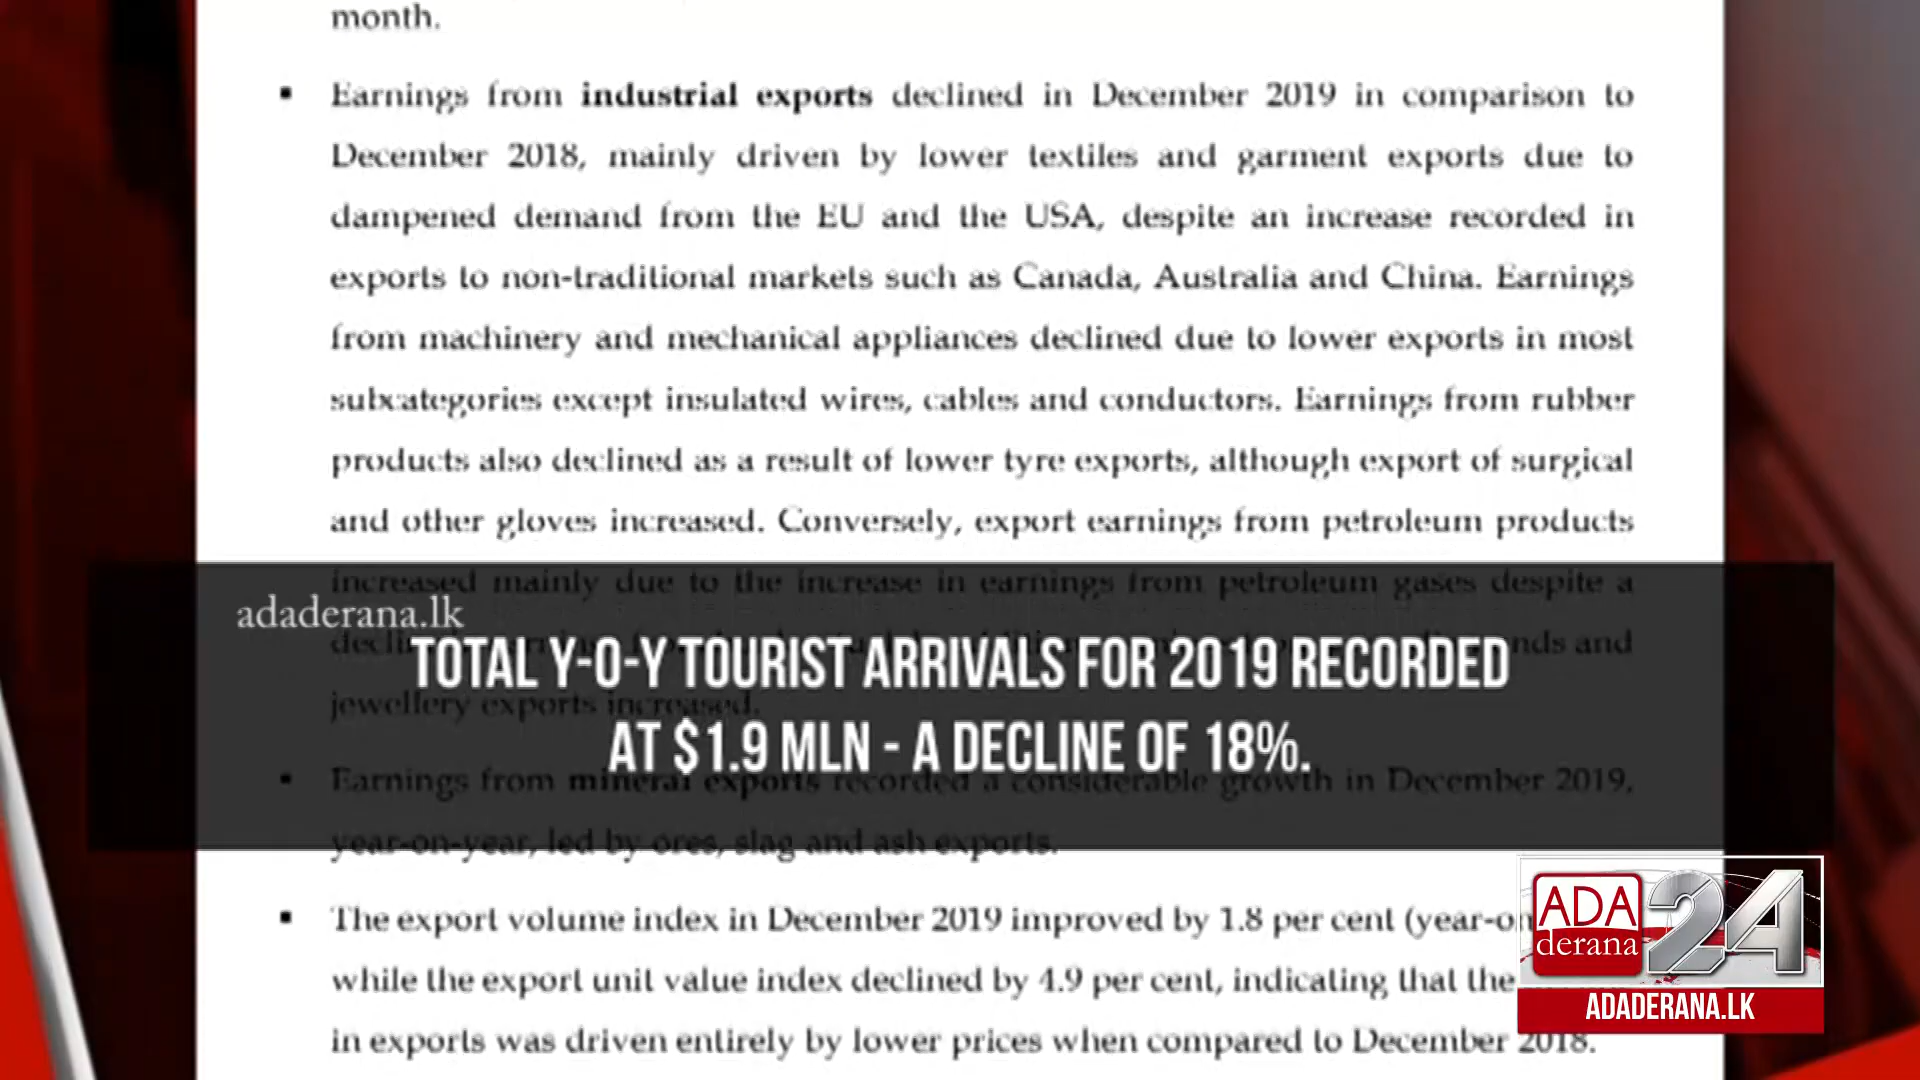 month.
▪ Earnings from industrial exports declined in December 2019 in comparison to
December 2018, mainly driven by lower textiles and garment exports due to
dampened demand from the EU and the USA, despite an increase recorded in
exports to non-traditional markets such as Canada, Australia and China. Earnings
from machinery and mechanical appliances declined due to lower exports in most
subcategories except insulated wires, cables and conductors. Earnings from rubber
products also declined as a result of lower tyre exports, although export of surgical
and other gloves increased. Conversely, export earnings from petroleum products
increased mainly due to the increase in earnings from petroleum gases despite a
adaderana.lk
and
TOTAL Y-O-Y TOURIST ARRIVALS FOR 2019 RECORDED
jewellery exports increased.
AT $1.9 MLN - A DECLINE OF 18%.
▪ Earnings from mineral exports recorded a considerable growth in December 2019,
year-on-year, led by ores, slag and ash exports.
▪ The export volume index in December 2019 improved by 1.8 per cent
while the export unit value index declined by 4.9 per cent, indicating that the
in exports was driven entirely by lower prices when compared to December 2018.
ADA
derana
24
ADADERANA.LK